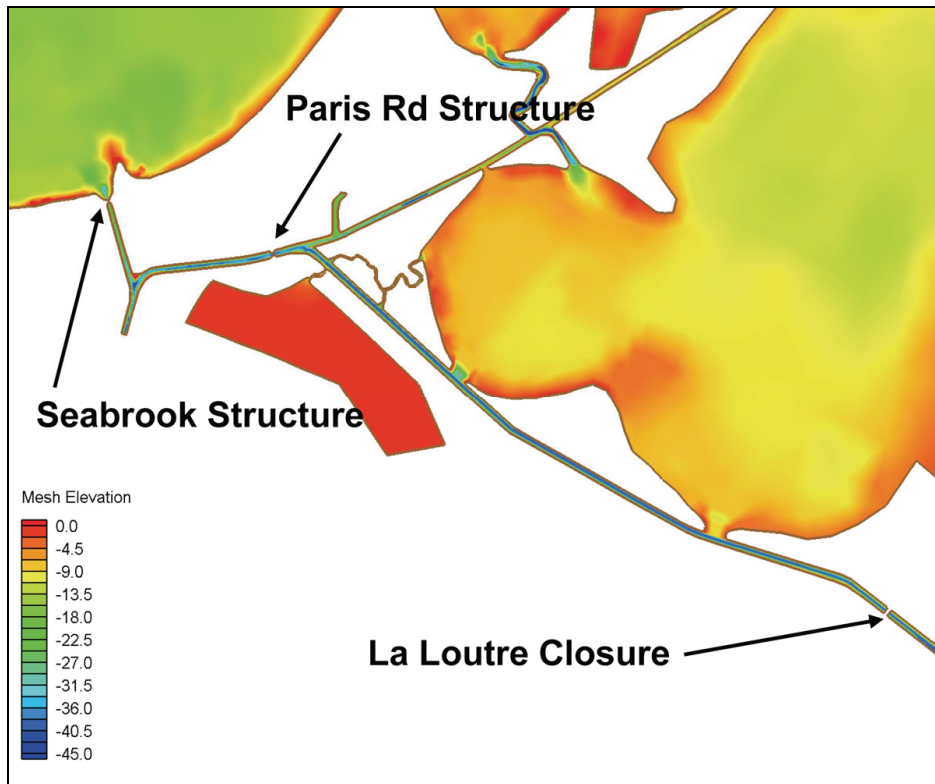 Paris Rd Structure
Seabrook Structure
Mesh Elevation
0.0
-4.5
-9.0
-13.5
-18.0
-22.5
-27.0
-31.5
-36.0
-40.5
-45.0
La Loutre Closure